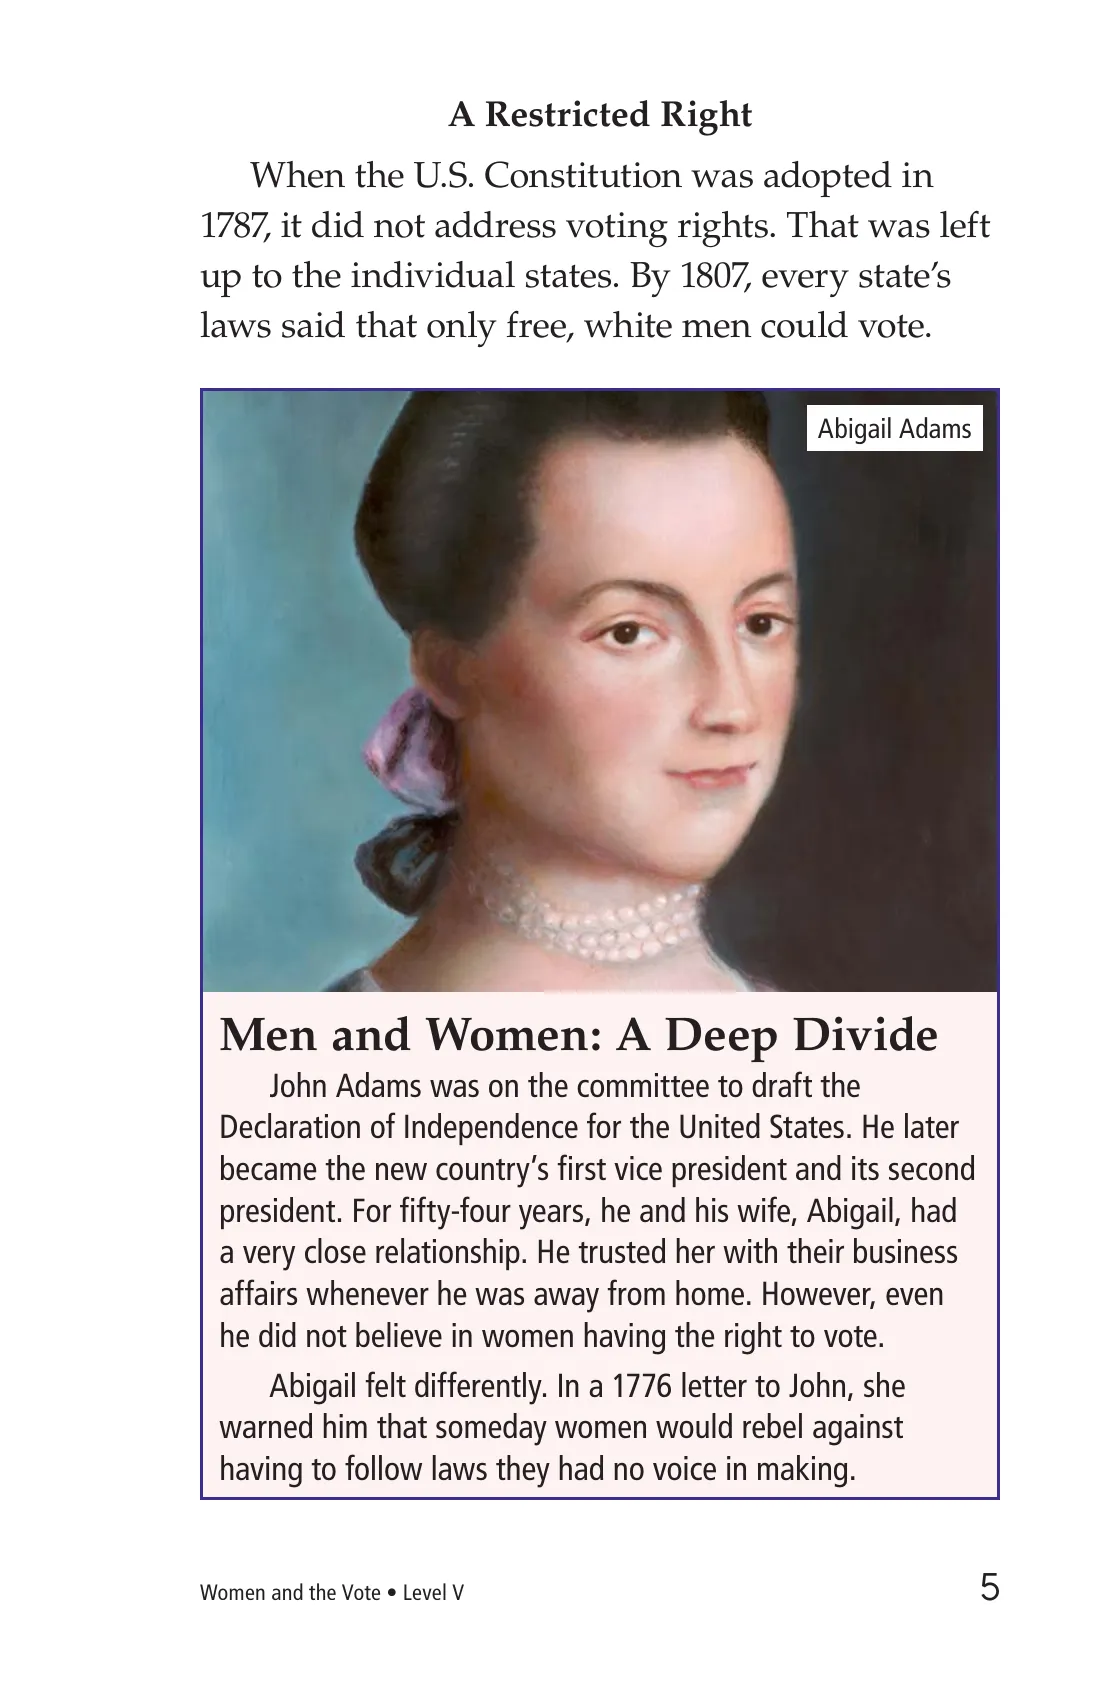 A Restricted Right
When the U.S. Constitution was adopted in
1787, it did not address voting rights. That was left
up to the individual states. By 1807, every state’s
laws said that only free, white men could vote.
Abigail Adams
Men and Women: A Deep Divide
John Adams was on the committee to draft the
Declaration of Independence for the United States. He later
became the new country’s first vice president and its second
president. For fifty-four years, he and his wife, Abigail, had
a very close relationship. He trusted her with their business
affairs whenever he was away from home. However, even
he did not believe in women having the right to vote.
Abigail felt differently. In a 1776 letter to John, she
warned him that someday women would rebel against
having to follow laws they had no voice in making.
Women and the Vote • Level V
5